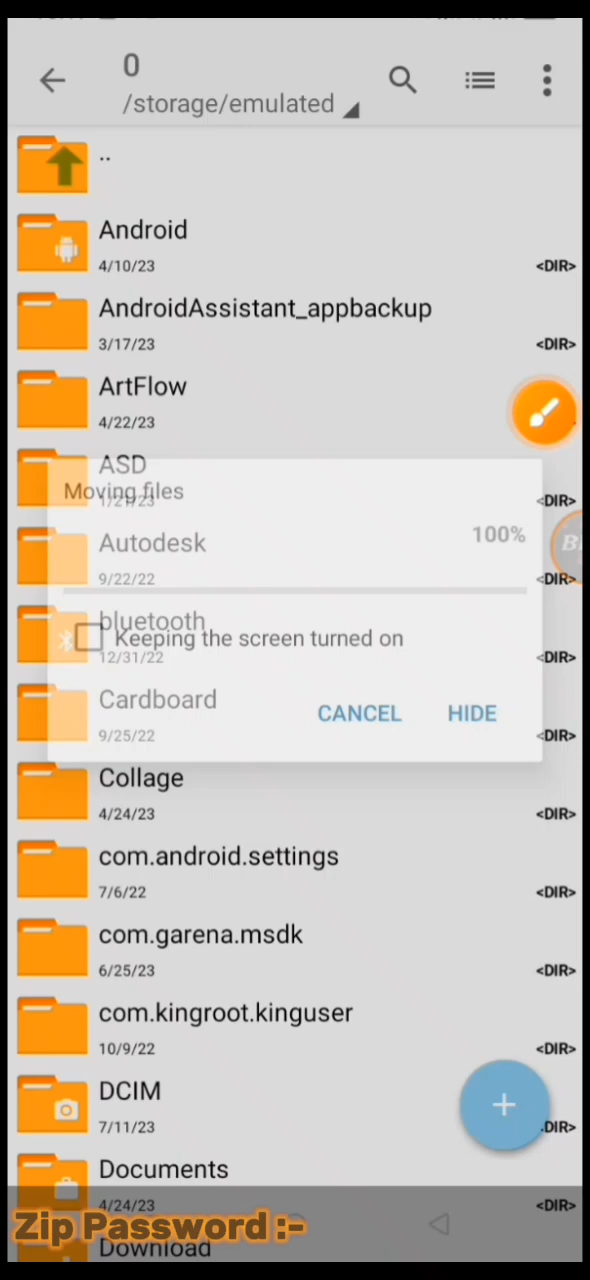 0
/storage/emulated
..
Android
4/10/23
<DIR>
AndroidAssistant_appbackup
3/17/23
<DIR>
ArtFlow
4/22/23
ASD
1/21/23
<DIR>
Moving files
100%
Autodesk
9/22/22
<DIR>
bluetooth
Keeping the screen turned on
12/31/22
<DIR>
Cardboard
CANCEL
HIDE
9/25/22
<DIR>
Collage
4/24/23
<DIR>
com.android.settings
7/6/22
<DIR>
com.garena.msdk
6/25/23
<DIR>
com.kingroot.kinguser
10/9/22
<DIR>
DCIM
7/11/23
DIR>
Documents
4/24/23
<DIR>
Zip Password :-
Download